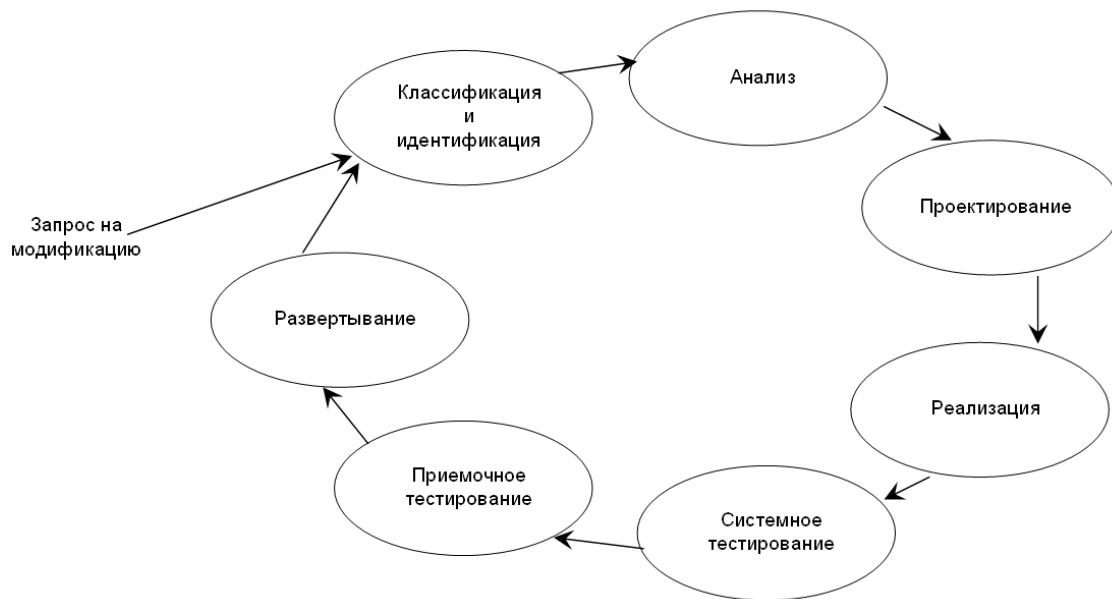 Классификация
и
идентификация
Анализ
Проектирование
Запрос на
модификацию
Развертывание
Реализация
Приемочное
тестирование
Системное
тестирование